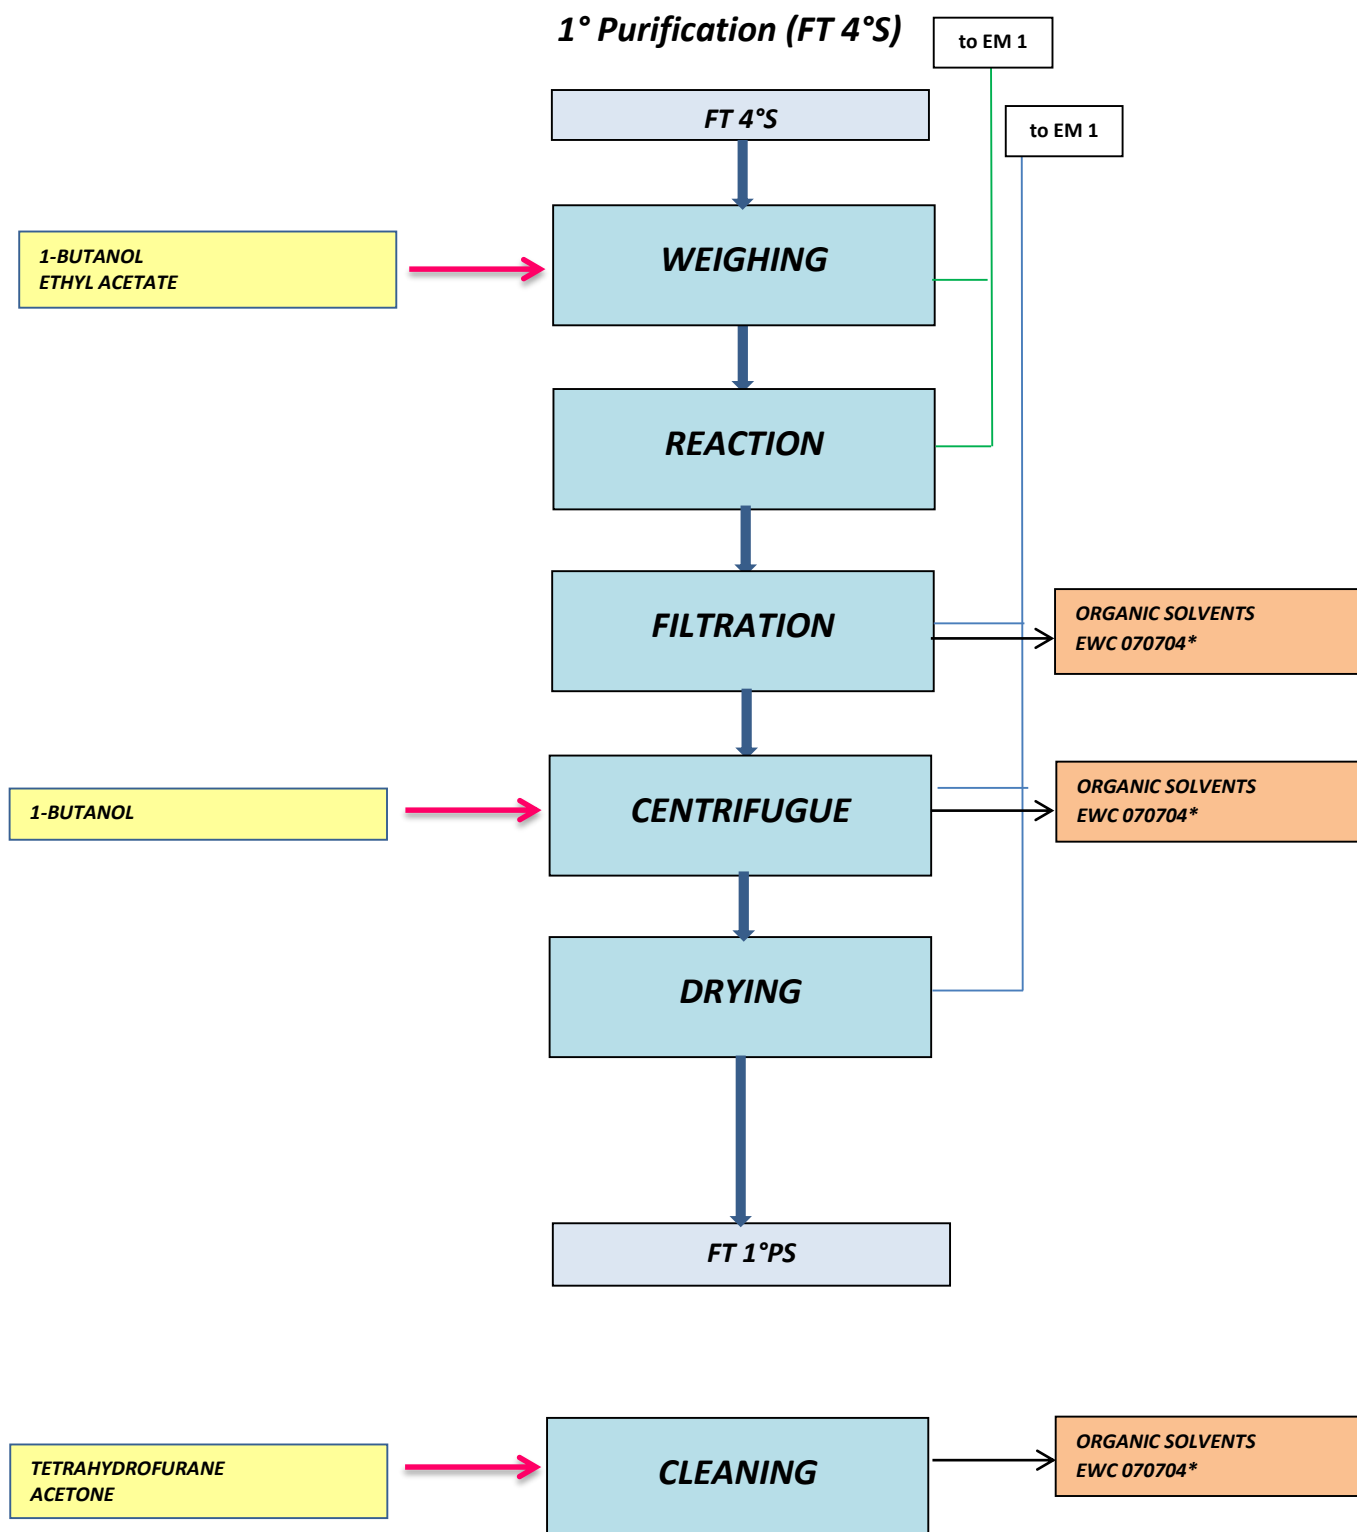 1° Purification (FT 4°S)
to EM 1
FT 4°S
to EM 1
1-BUTANOL
ETHYL ACETATE
WEIGHING
REACTION
FILTRATION
ORGANIC SOLVENTS
EWC 070704*
1-BUTANOL
CENTRIFUGUE
ORGANIC SOLVENTS
EWC 070704*
DRYING
FT 1°PS
TETRAHYDROFURANE
ACETONE
CLEANING
ORGANIC SOLVENTS
EWC 070704*